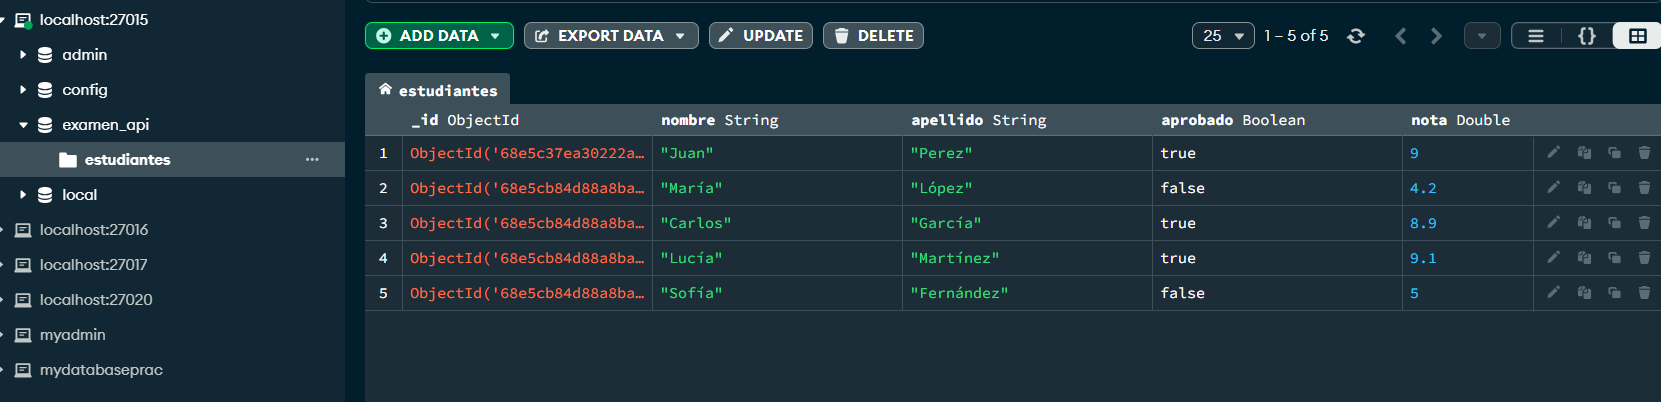 localhost:27015
admin
config
examen_api
estudiantes ...
local
localhost:27016
localhost:27017
localhost:27020
myadmin
mydatabaseprac
ADD DATA EXPORT DATA UPDATE DELETE 25 1 – 5 of 5 {}
estudiantes
_id ObjectId nombre String apellido String aprobado Boolean nota Double
1 ObjectId('68e5c37ea30222a… "Juan" "Perez" true 9
2 ObjectId('68e5cb84d88a8ba… "María" "López" false 4.2
3 ObjectId('68e5cb84d88a8ba… "Carlos" "García" true 8.9
4 ObjectId('68e5cb84d88a8ba… "Lucía" "Martínez" true 9.1
5 ObjectId('68e5cb84d88a8ba… "Sofía" "Fernández" false 5